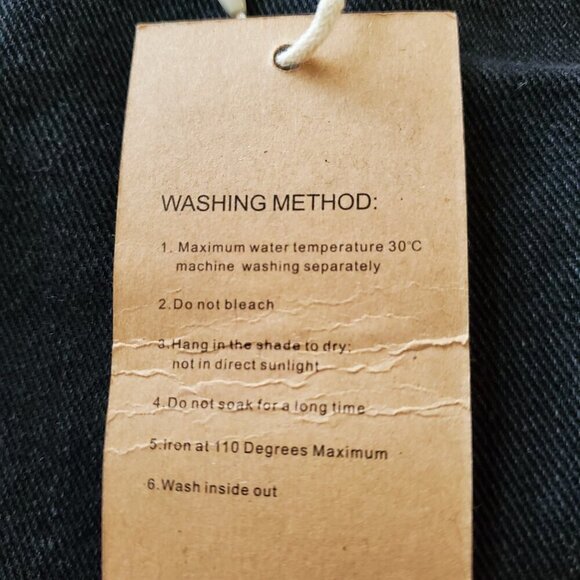 WASHING METHOD:
1. Maximum water temperature 30°C
machine washing separately
2.Do not bleach
3.Hang in the shade to dry:
not in direct sunlight
4.Do not soak for a long time
5.iron at 110 Degrees Maximum
6.Wash inside out